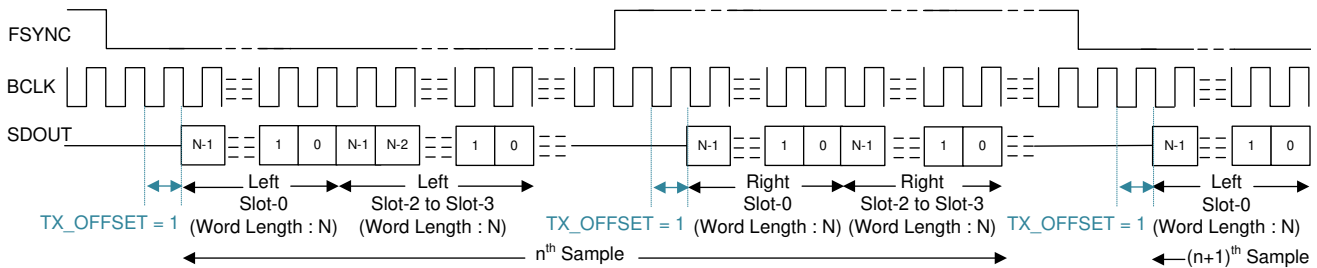 FSYNC
BCLK
SDOUT
N-1 1 0 N-1 N-2 1 0 N-1 1 0 N-1 1 0 N-1 1 0
Left Left Right Right Left
Slot-0 Slot-2 to Slot-3 Slot-0 Slot-2 to Slot-3 Slot-0
TX_OFFSET = 1 (Word Length : N) (Word Length : N) TX_OFFSET = 1 (Word Length : N) (Word Length : N) TX_OFFSET = 1 (Word Length : N)
nth Sample (n+1)th Sample